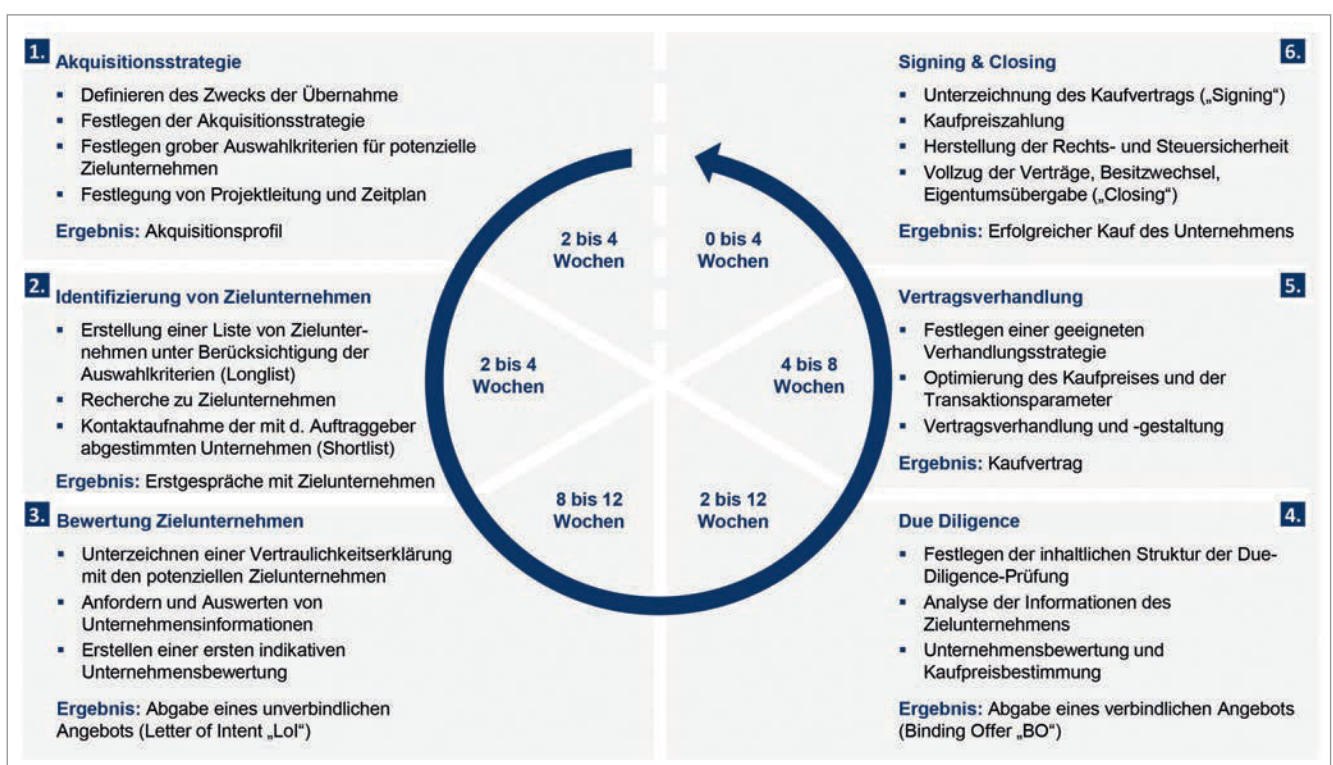 1.
Akquisitionsstrategie
▪ Definieren des Zwecks der Übernahme
▪ Festlegen der Akquisitionsstrategie
▪ Festlegen grober Auswahlkriterien für potenzielle
Zielunternehmen
▪ Festlegung von Projektleitung und Zeitplan
Ergebnis: Akquisitionsprofil
2 bis 4
Wochen
2.
Identifizierung von Zielunternehmen
▪ Erstellung einer Liste von Zielunter-
nehmen unter Berücksichtigung der
Auswahlkriterien (Longlist)
▪ Recherche zu Zielunternehmen
▪ Kontaktaufnahme der mit d. Auftraggeber
abgestimmten Unternehmen (Shortlist)
Ergebnis: Erstgespräche mit Zielunternehmen
2 bis 4
Wochen
3.
Bewertung Zielunternehmen
▪ Unterzeichnen einer Vertraulichkeitserklärung
mit den potenziellen Zielunternehmen
▪ Anfordern und Auswerten von
Unternehmensinformationen
▪ Erstellen einer ersten indikativen
Unternehmensbewertung
Ergebnis: Abgabe eines unverbindlichen
Angebots (Letter of Intent „LoI“)
8 bis 12
Wochen
4.
Due Diligence
▪ Festlegen der inhaltlichen Struktur der Due-
Diligence-Prüfung
▪ Analyse der Informationen des
Zielunternehmens
▪ Unternehmensbewertung und
Kaufpreisbestimmung
Ergebnis: Abgabe eines verbindlichen Angebots
(Binding Offer „BO“)
2 bis 12
Wochen
5.
Vertragsverhandlung
▪ Festlegen einer geeigneten
Verhandlungsstrategie
▪ Optimierung des Kaufpreises und der
Transaktionsparameter
▪ Vertragsverhandlung und -gestaltung
Ergebnis: Kaufvertrag
4 bis 8
Wochen
6.
Signing & Closing
▪ Unterzeichnung des Kaufvertrags („Signing“)
▪ Kaufpreiszahlung
▪ Herstellung der Rechts- und Steuersicherheit
▪ Vollzug der Verträge, Besitzwechsel,
Eigentumsübergabe („Closing“)
Ergebnis: Erfolgreicher Kauf des Unternehmens
0 bis 4
Wochen